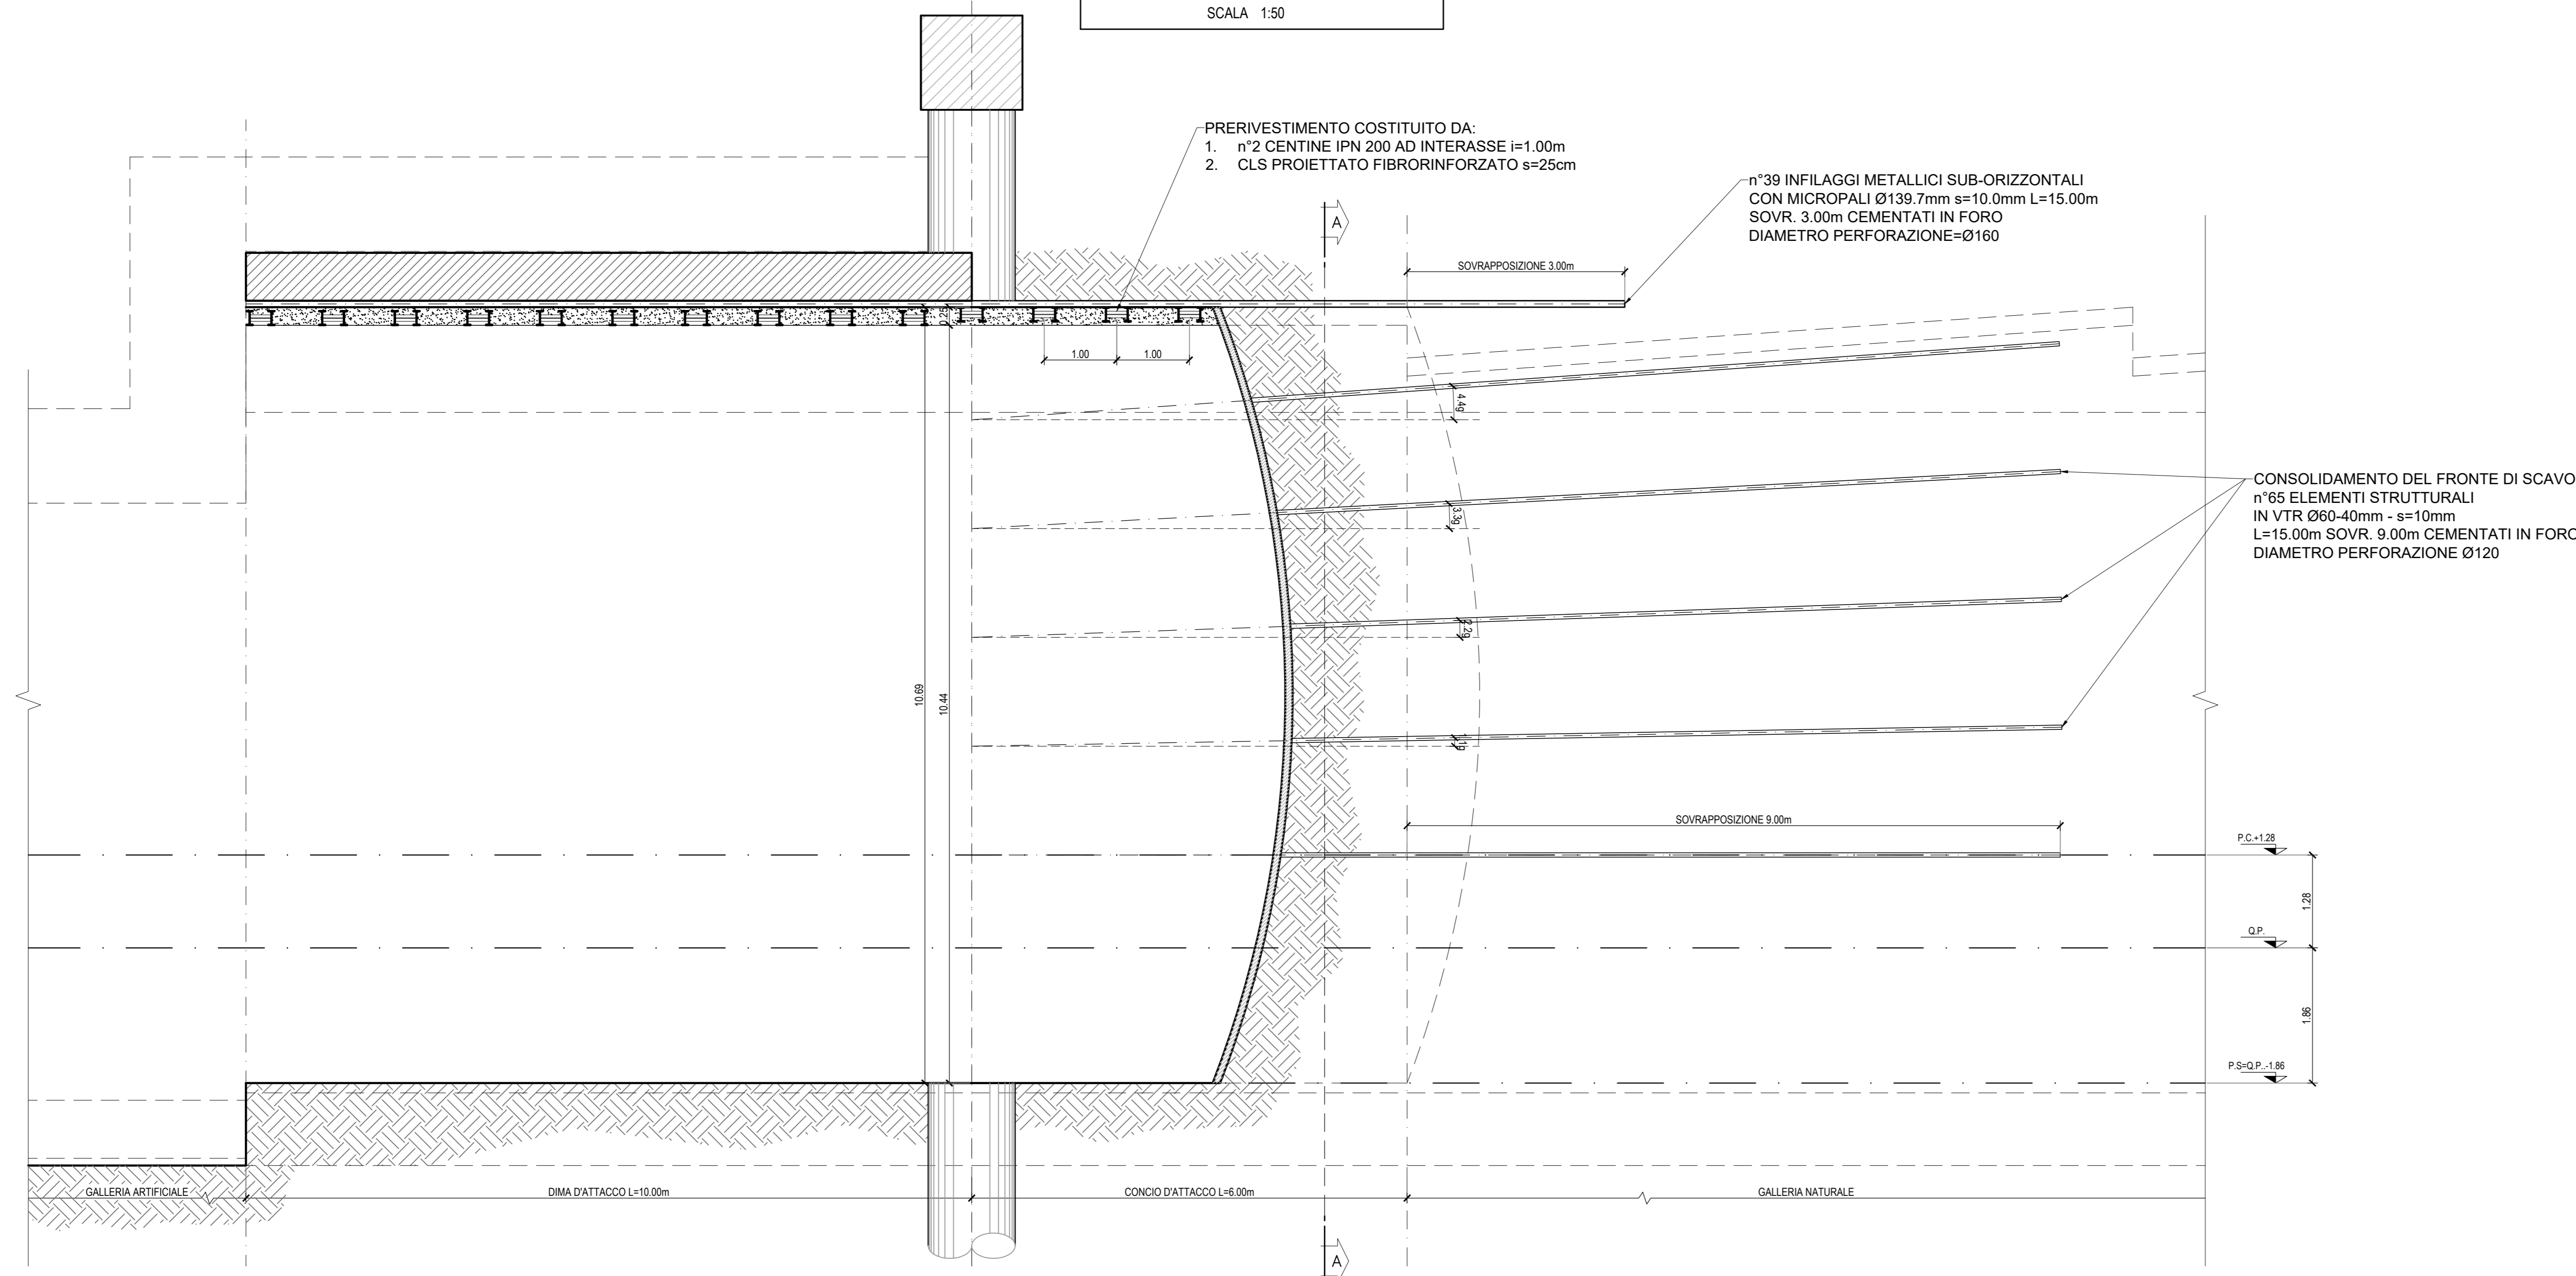 SCALA 1:50
PRERIVESTIMENTO COSTITUITO DA:
1. n°2 CENTINE IPN 200 AD INTERASSE i=1.00m
2. CLS PROIETTATO FIBRORINFORZATO s=25cm
n°39 INFILAGGI METALLICI SUB-ORIZZONTALI
CON MICROPALI Ø139.7mm s=10.0mm L=15.00m
SOVR. 3.00m CEMENTATI IN FORO
DIAMETRO PERFORAZIONE=Ø160
A
SOVRAPPOSIZIONE 3.00m
0.25
1.00
1.00
4.4g
3.3g
2.2g
1.1g
CONSOLIDAMENTO DEL FRONTE DI SCAVO
n°65 ELEMENTI STRUTTURALI
IN VTR Ø60-40mm - s=10mm
L=15.00m SOVR. 9.00m CEMENTATI IN FORO
DIAMETRO PERFORAZIONE Ø120
10.69
10.44
SOVRAPPOSIZIONE 9.00m
P.C.+1.28
1.28
Q.P.
1.86
P.S=Q.P.-1.86
GALLERIA ARTIFICIALE
DIMA D'ATTACCO L=10.00m
CONCIO D'ATTACCO L=6.00m
GALLERIA NATURALE
A